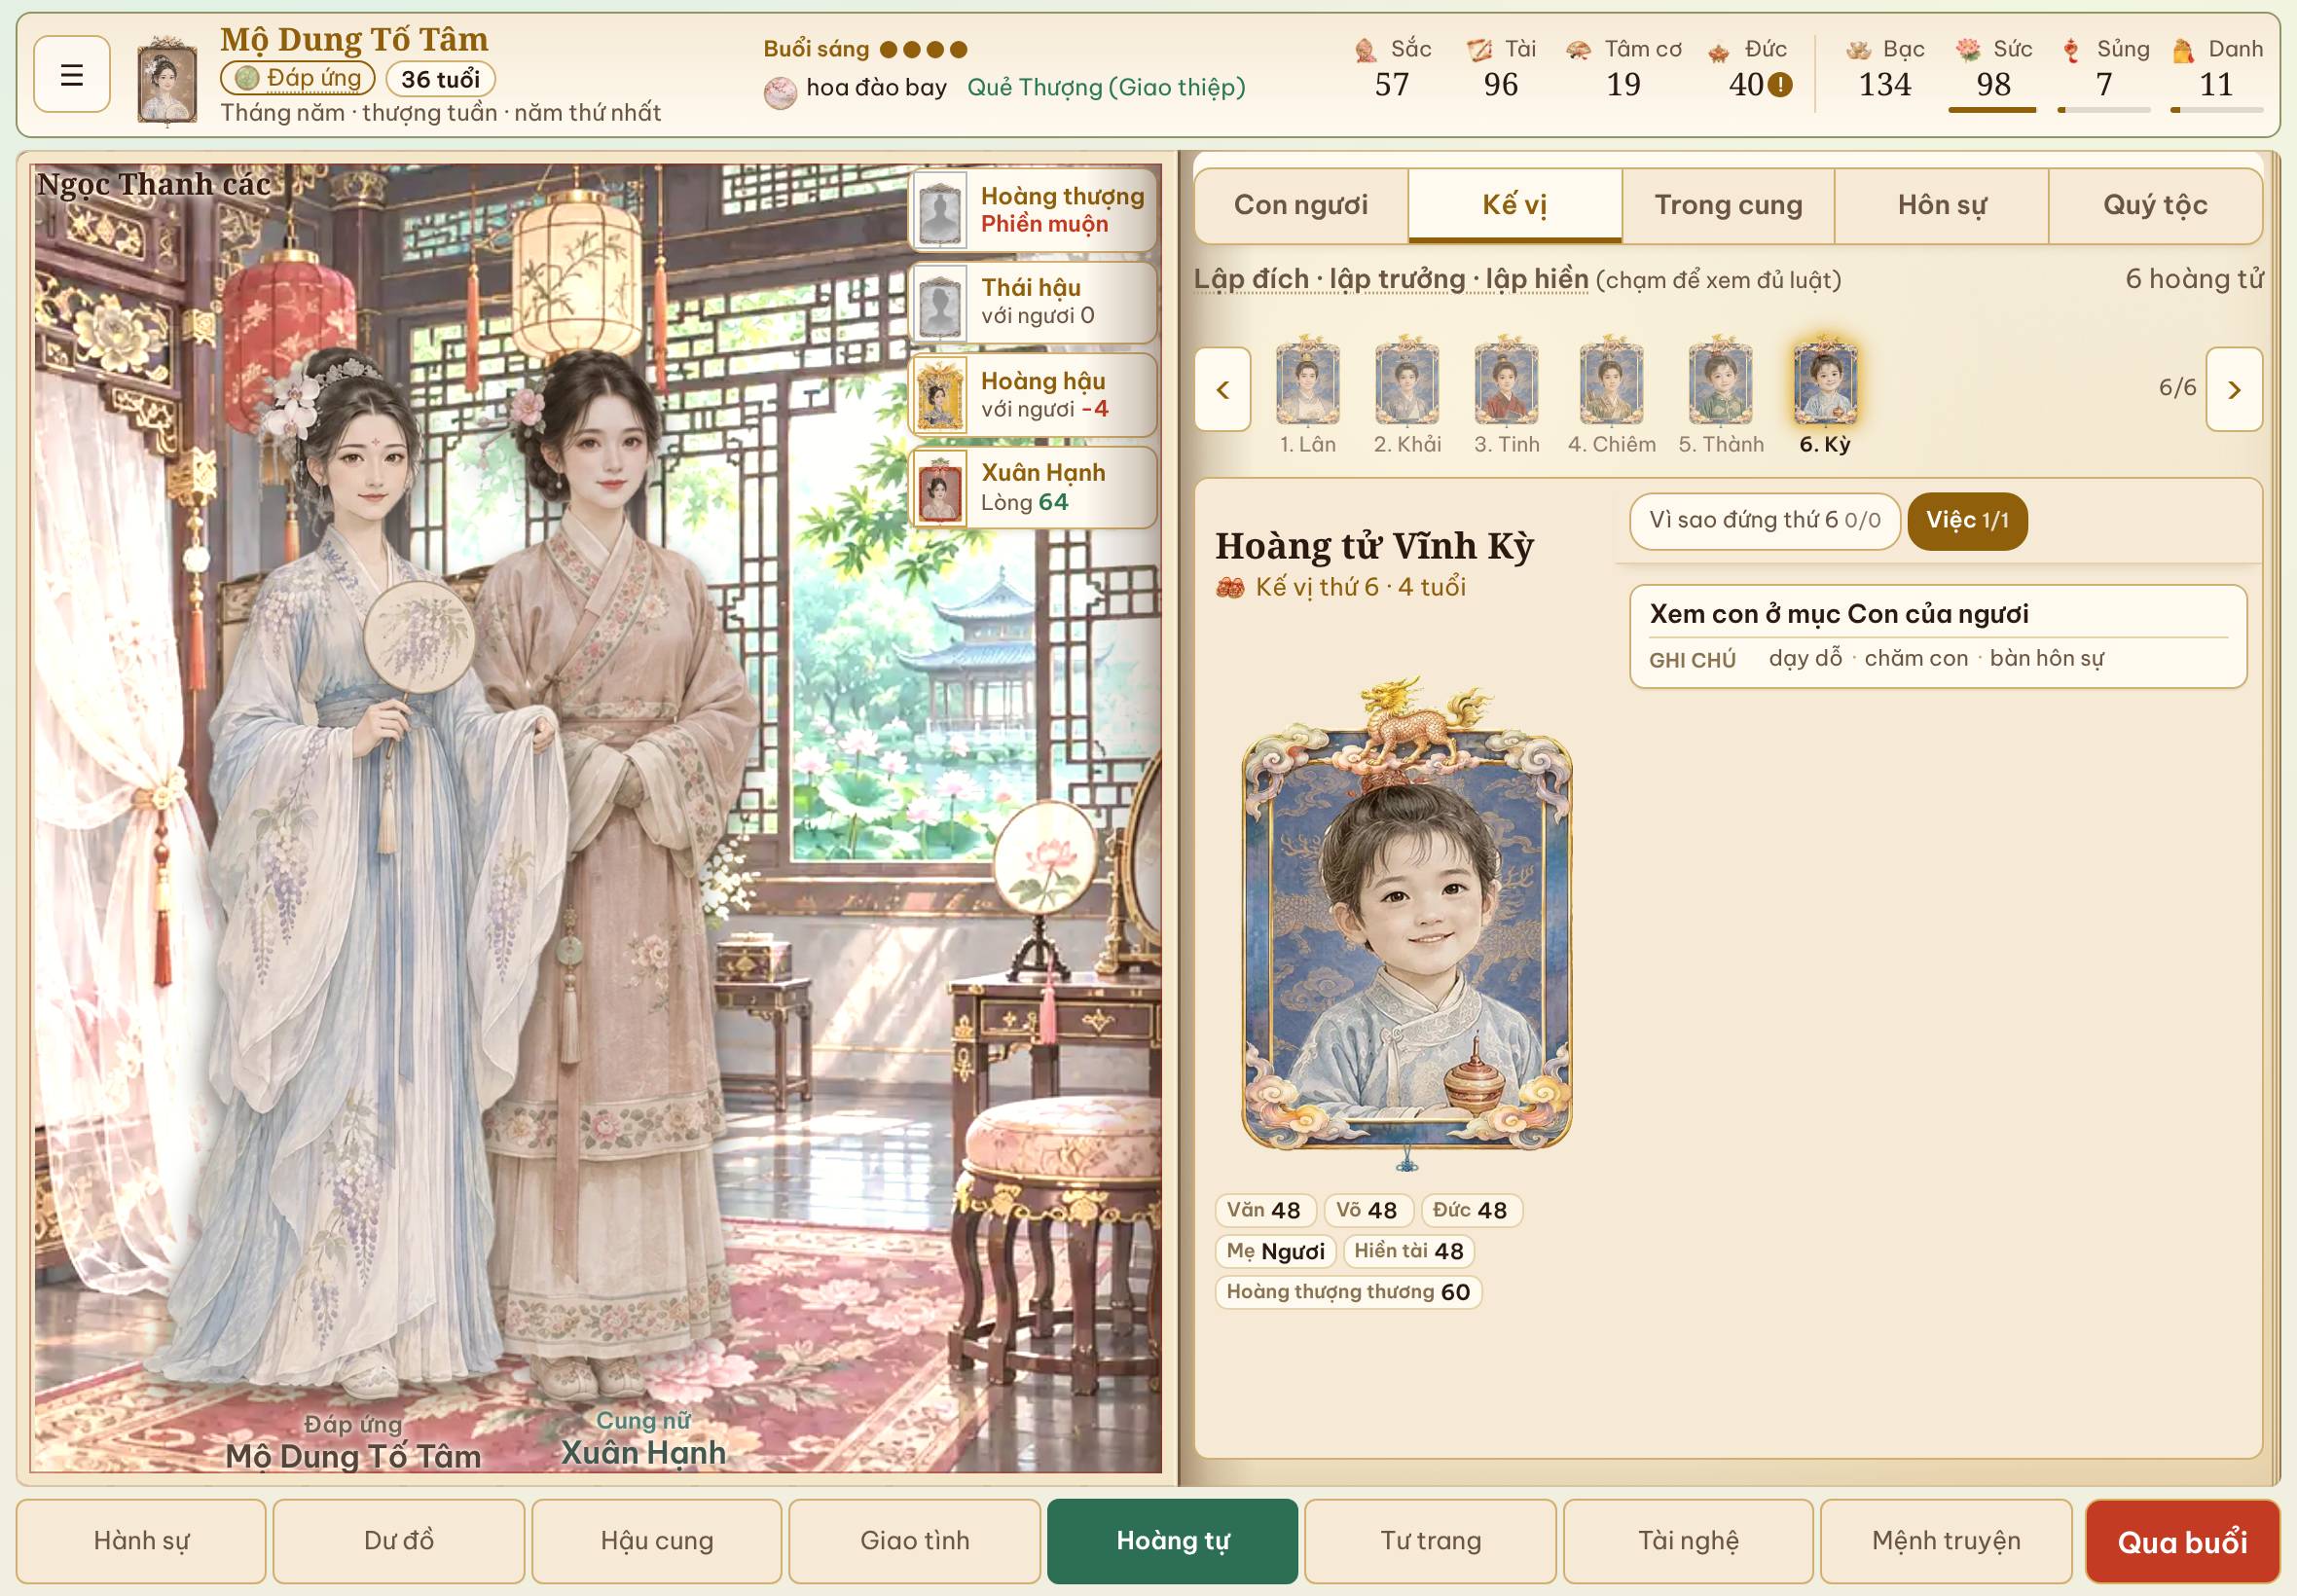 ☰
Mộ Dung Tố Tâm
Đáp ứng 36 tuổi
Tháng năm · thượng tuần · năm thứ nhất
Buổi sáng
hoa đào bay Quẻ Thượng (Giao thiệp)
Sắc Tài Tâm cơ Đức Bạc Sức Sủng Danh
57 96 19 40 ! 134 98 7 11
Ngọc Thanh các
Hoàng thượng
Phiền muộn
Thái hậu
với ngươi 0
Hoàng hậu
với ngươi -4
Xuân Hạnh
Lòng 64
Đáp ứng
Mộ Dung Tố Tâm
Cung nữ
Xuân Hạnh
Con ngươi Kế vị Trong cung Hôn sự Quý tộc
Lập đích · lập trưởng · lập hiền (chạm để xem đủ luật) 6 hoàng tử
‹ 6/6 ›
1. Lân 2. Khải 3. Tinh 4. Chiêm 5. Thành 6. Kỳ
Hoàng tử Vĩnh Kỳ
Kế vị thứ 6 · 4 tuổi
Văn 48 Võ 48 Đức 48
Mẹ Ngươi Hiền tài 48
Hoàng thượng thương 60
Vì sao đứng thứ 6 0/0 Việc 1/1
Xem con ở mục Con của ngươi
GHI CHÚ dạy dỗ · chăm con · bàn hôn sự
Hành sự Dư đồ Hậu cung Giao tình Hoàng tự Tư trang Tài nghệ Mệnh truyện Qua buổi